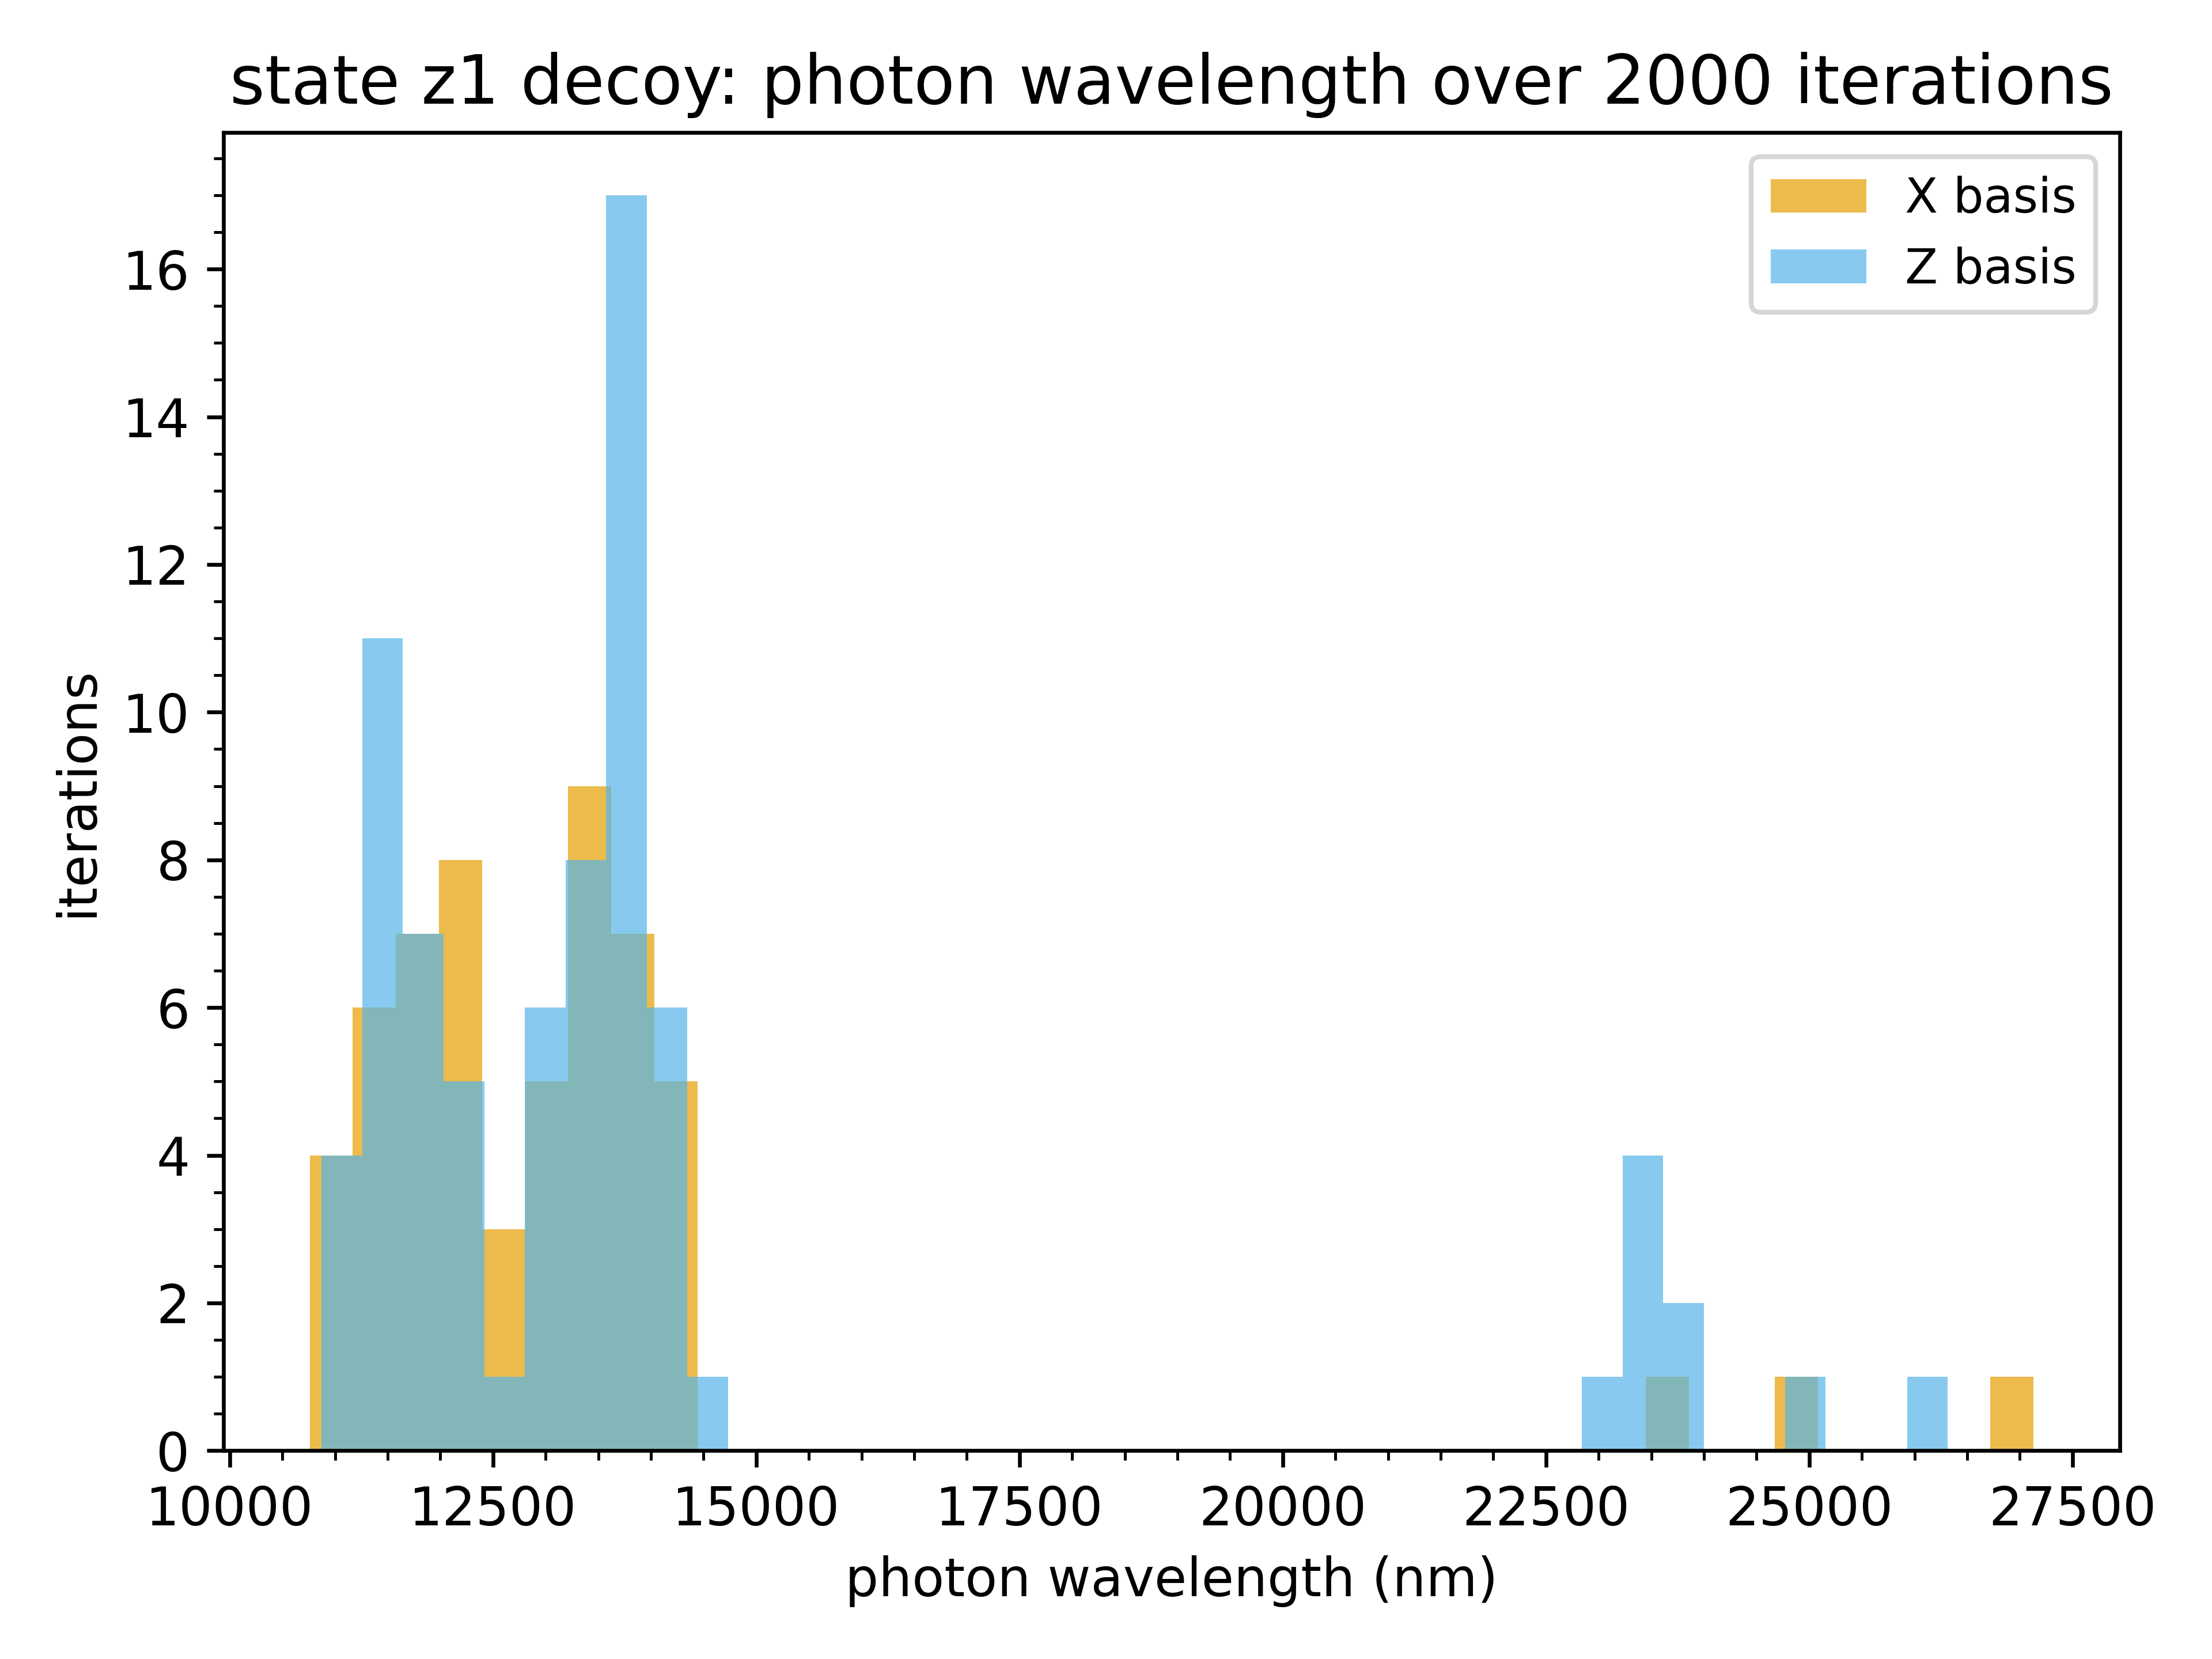 state z1 decoy: photon wavelength over 2000 iterations
X basis
Z basis
16
14
12
10
8
6
4
2
0
iterations
10000 12500 15000 17500 20000 22500 25000 27500
photon wavelength (nm)